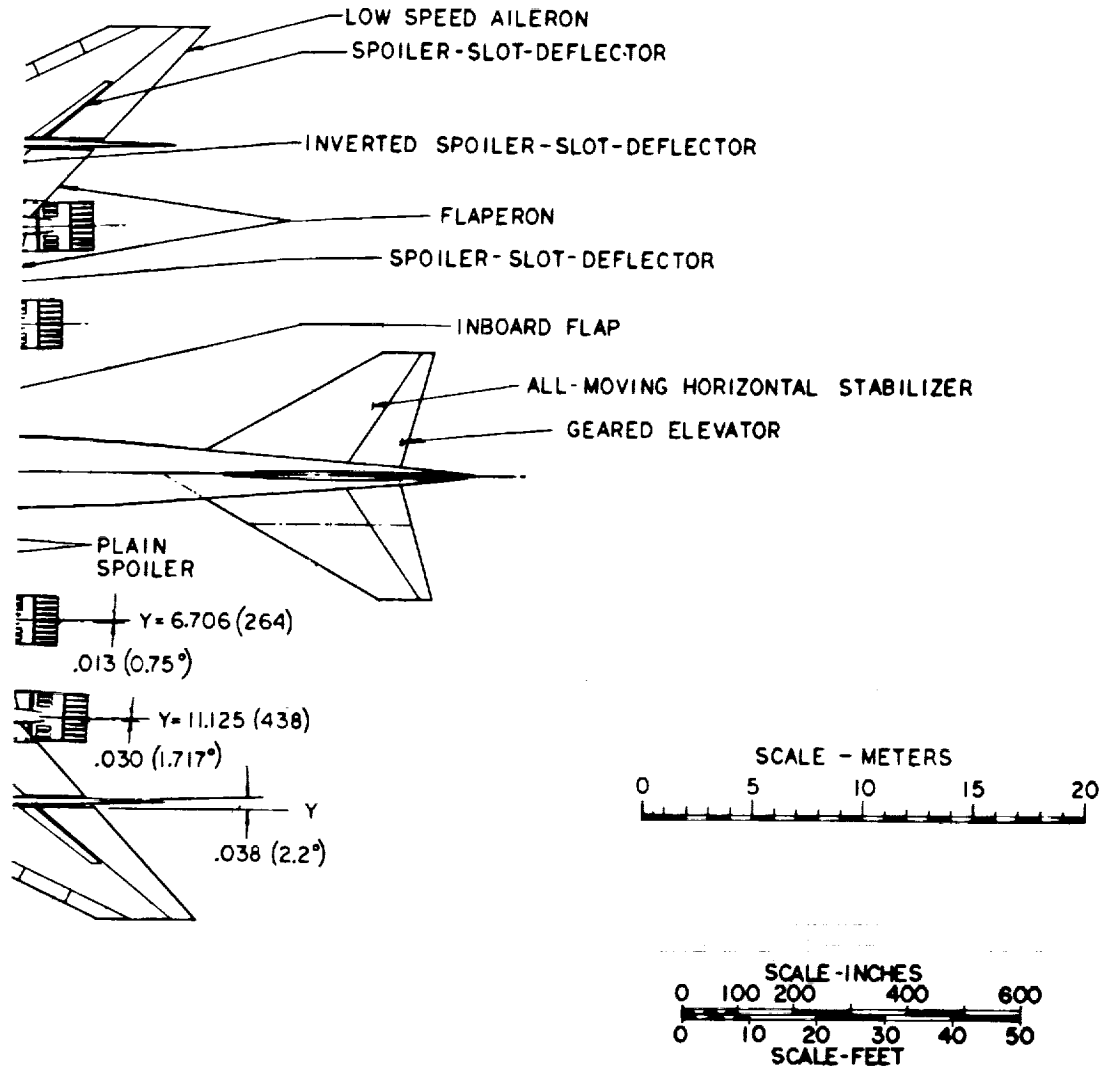 LOW SPEED AILERON
SPOILER-SLOT-DEFLECTOR
INVERTED SPOILER-SLOT-DEFLECTOR
FLAPERON
SPOILER-SLOT-DEFLECTOR
INBOARD FLAP
ALL-MOVING HORIZONTAL STABILIZER
GEARED ELEVATOR
PLAIN
SPOILER
Y=6.706 (264)
.013 (0.75°)
Y=11.125 (438)
.030 (1.717°)
Y
.038 (2.2°)
SCALE - METERS
0 5 10 15 20
SCALE-INCHES
0 100 200 400 600
0 10 20 30 40 50
SCALE-FEET